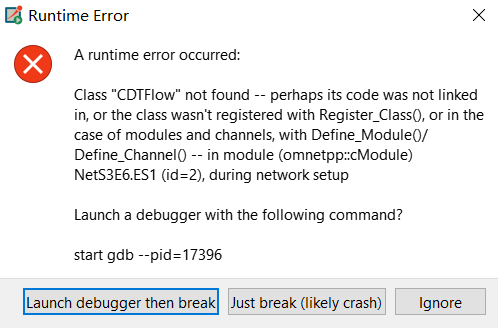 Runtime Error
A runtime error occurred:
Class "CDTFlow" not found -- perhaps its code was not linked
in, or the class wasn't registered with Register_Class(), or in the
case of modules and channels, with Define_Module()/
Define_Channel() -- in module (omnetpp::cModule)
NetS3E6.ES1 (id=2), during network setup
Launch a debugger with the following command?
start gdb --pid=17396
Launch debugger then break
Just break (likely crash)
Ignore